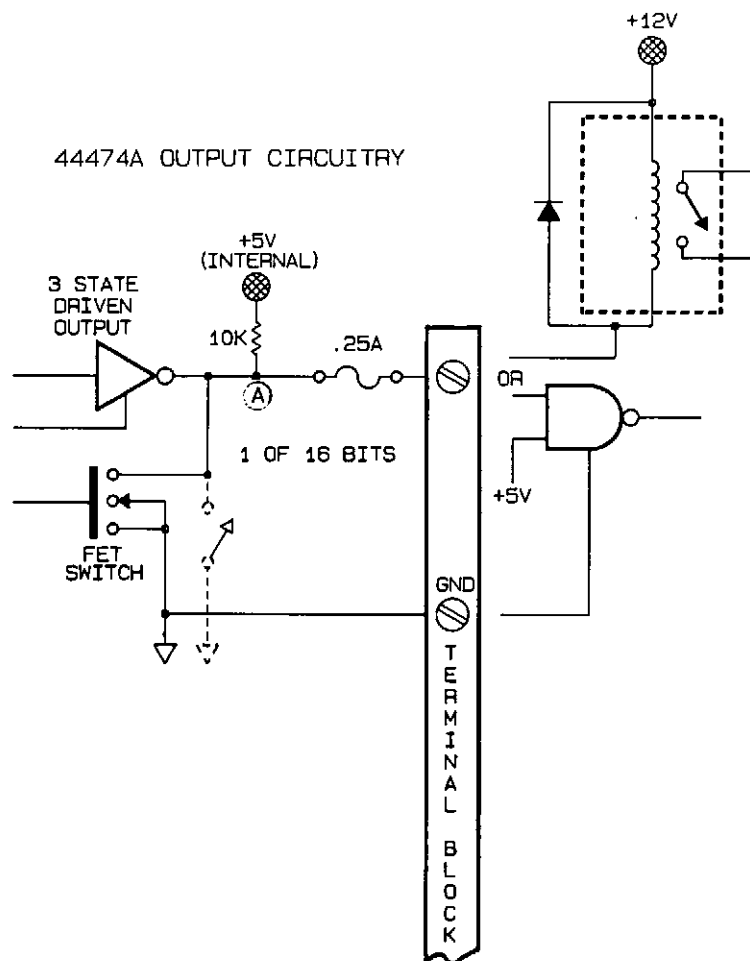 +12V
44474A OUTPUT CIRCUITRY
+5V
(INTERNAL)
3 STATE
DRIVEN
OUTPUT
10K
.25A
A
OR
1 OF 16 BITS
+5V
FET
SWITCH
GND
TERMINAL BLOCK